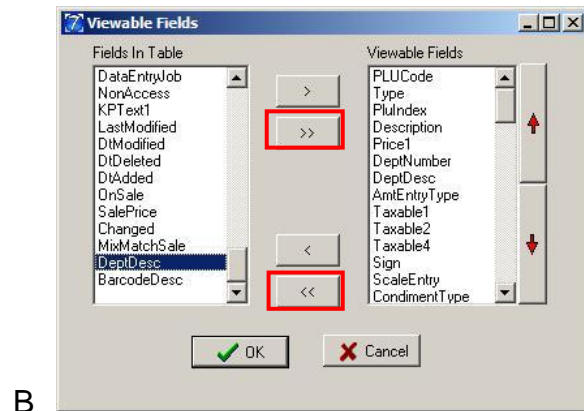 7 Viewable Fields
Fields In Table
DataEntryJob
NonAccess
KPText1
LastModified
DtModified
DtDeleted
DtAdded
OnSale
SalePrice
Changed
MixMatchSale
DeptDesc
BarcodeDesc
>
>>
<
<<
Viewable Fields
PLUCode
Type
PluIndex
Description
Price1
DeptNumber
DeptDesc
AmtEntryType
Taxable1
Taxable2
Taxable4
Sign
ScaleEntry
CondimentType
OK
Cancel
B